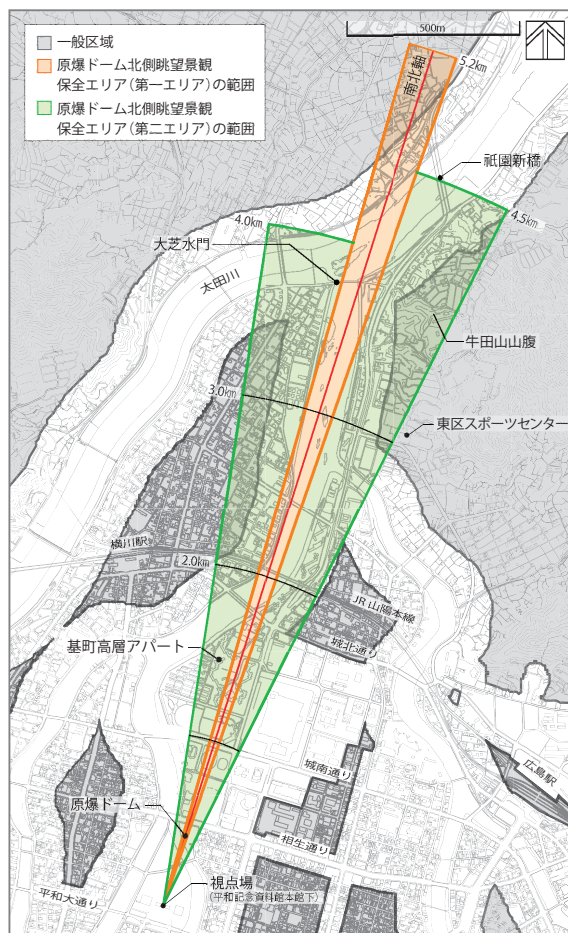 500m
一般区域
原爆ドーム北側眺望景観
保全エリア(第一エリア)の範囲
原爆ドーム北側眺望景観
保全エリア(第二エリア)の範囲
南北軸
5.2km
祇園新橋
4.5km
4.0km
大芝水門
太田川
牛田山山腹
3.0km
東区スポーツセンター
横川駅
2.0km
JR山陽本線
城北通り
基町高層アパート
城南通り
広島駅
原爆ドーム
相生通り
視点場
(平和記念資料館本館下)
平和大通り